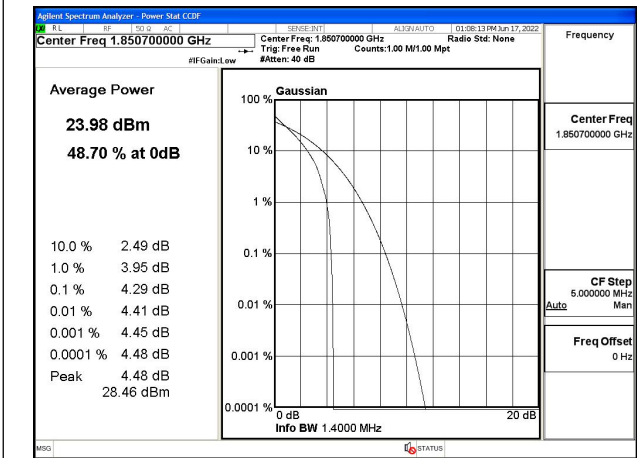 Agilent Spectrum Analyzer - Power Stat CCDF
RL RF 50 Ω AC SENSE:INT ALIGN AUTO 01:08:13 PM Jun 17, 2022
Center Freq 1.850700000 GHz
Center Freq: 1.850700000 GHz Radio Std: None
Trig: Free Run Counts:1.00 M/1.00 Mpt
#IFGain:Low #Atten: 40 dB
Frequency
Average Power
23.98 dBm
48.70 % at 0dB
10.0 % 2.49 dB
1.0 % 3.95 dB
0.1 % 4.29 dB
0.01 % 4.41 dB
0.001 % 4.45 dB
0.0001 % 4.48 dB
Peak 4.48 dB
28.46 dBm
Gaussian
100 %
10 %
1 %
0.1 %
0.01 %
0.001 %
0.0001 %
0 dB 20 dB
Info BW 1.4000 MHz
Center Freq
1.850700000 GHz
CF Step
5.000000 MHz
Auto Man
Freq Offset
0 Hz
MSG STATUS